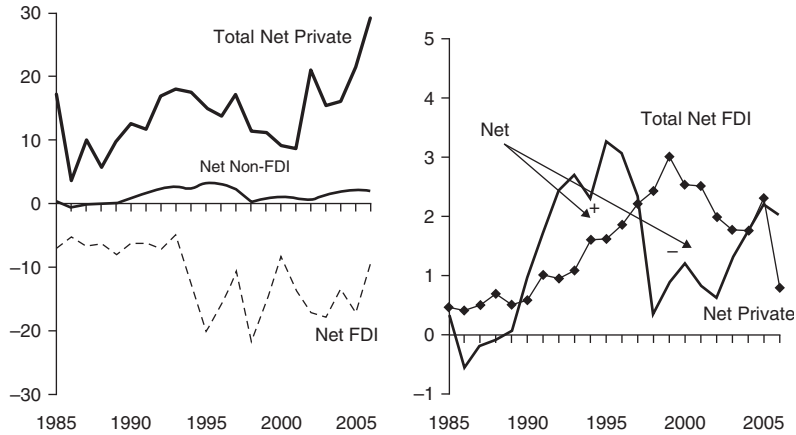 30
20
10
0
–10
–20
–30
Total Net Private
Net Non-FDI
Net FDI
1985 1990 1995 2000 2005
5
4
3
2
1
0
–1
Total Net FDI
Net
+
–
Net Private
1985 1990 1995 2000 2005